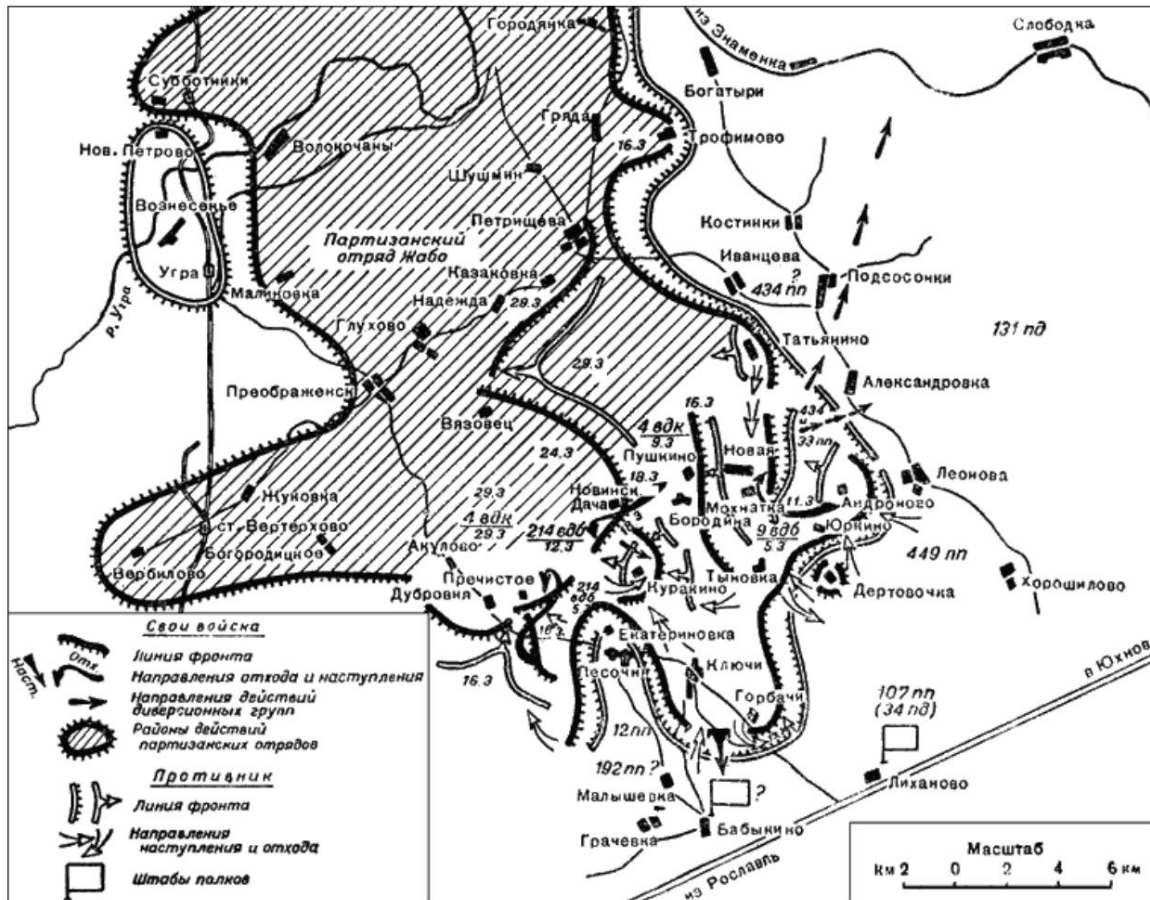 Городянка
из Знаменка
Слободка
Субботники
Богатыри
Гряда
Трофимово
Нов. Петрово
Волокочаны
16.3
Шушмин
Вознесенье
Петрищева
Костинки
Партизанский
отряд Жабо
Иванцева
?
434 пп
Подсосонки
Угра
Казаковка
Малиновка
Надежда
29.3
р. Угра
Глухово
Татьянино
131 пд
29.3
Преображенск
Александровка
Вязовец
16.3
434
33 пп
4 вдк
9.3
Новая
Пушкино
24.3
18.3
Леонова
Жуковка
29.3
Новинск.
Дача
Мохнатка
11.3
Андроново
4 вдк
29.3
214 вдб
12.3
Бородина
9 вдб
5.3
Юркино
ст. Вертерхово
Богородицкое
449 пп
Вербилово
Акулово
Тыновка
Хорошилово
Пречистое
Куракино
Дертовочка
Дубровня
214
вдб
5.3
Екатериновка
Песочня
Ключи
16.3
Горбачи
в Юхнов
107 пп
(34 пд)
12 пп
192 пп ?
Малышевка
?
Лиханово
Грачевка
Бабыкино
из Рославль
Свои войска
Отх.
Наст.
Линия фронта
Направления отхода и наступления
Направления действий
диверсионных групп
Районы действий
партизанских отрядов
Противник
Линия фронта
Направления
наступления и отхода
Штабы полков
Масштаб
Км 2 0 2 4 6 км